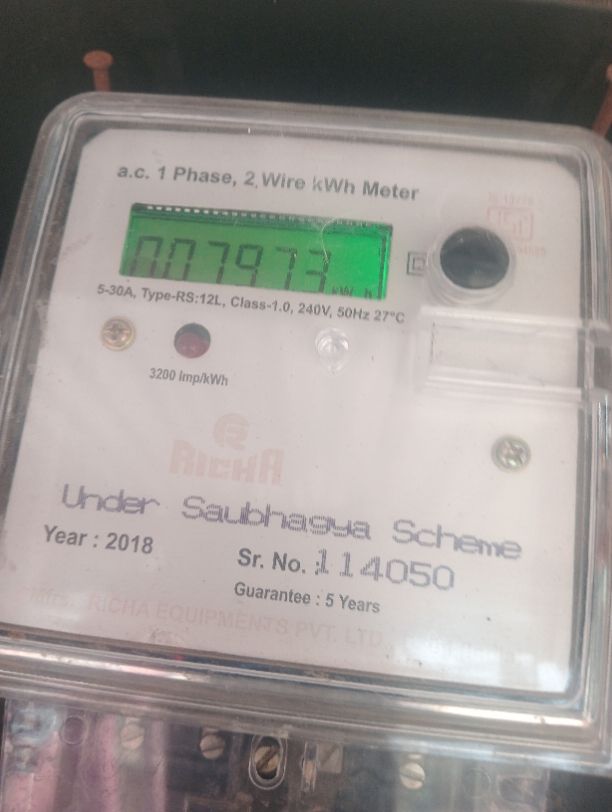 a.c. 1 Phase, 2 Wire kWh Meter
007973
kW h
5-30A, Type-RS:12L, Class-1.0, 240V, 50Hz 27°C
3200 Imp/kWh
RICHA
Under Saubhagya Scheme
Year : 2018
Sr. No. : 114050
Guarantee : 5 Years
RICHA EQUIPMENTS PVT. LTD.